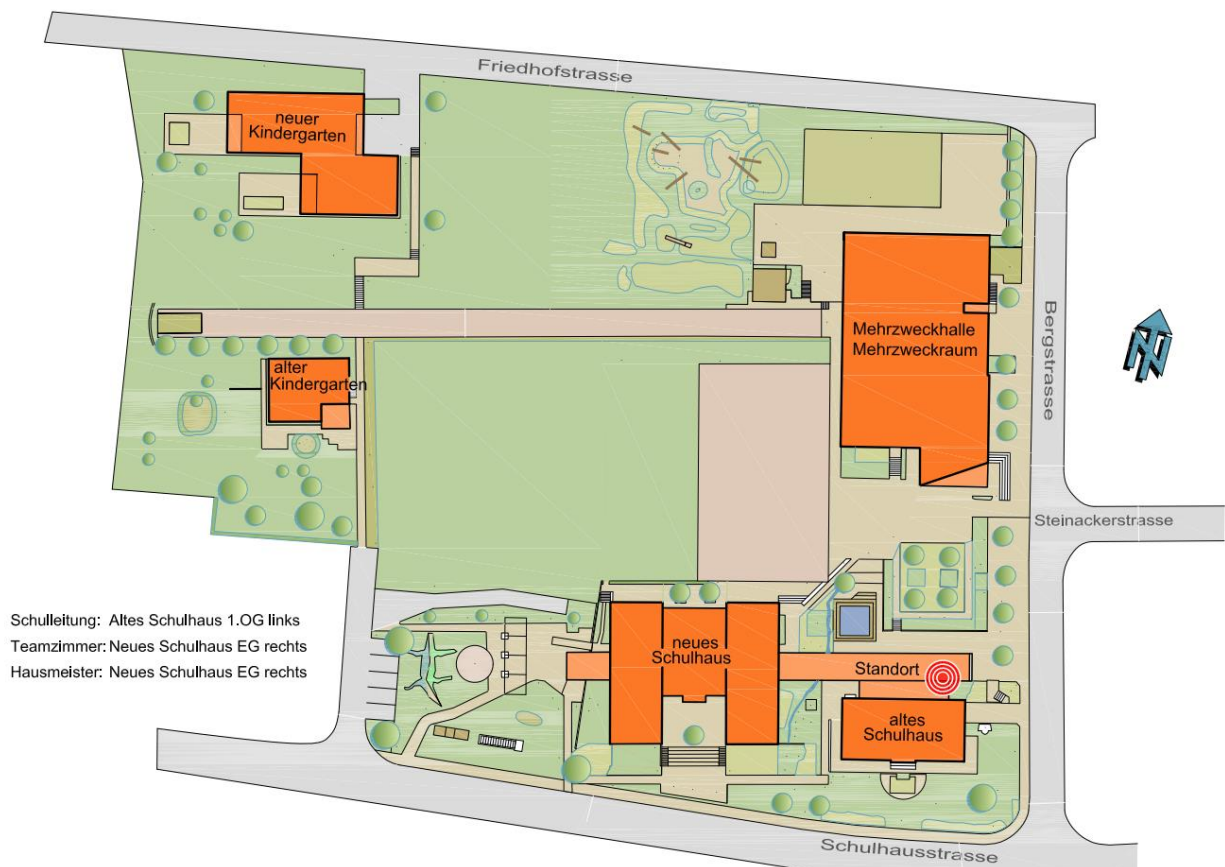 Friedhofstrasse
neuer
Kindergarten
Mehrzweckhalle
Mehrzweckraum
Bergstrasse
N
alter
Kindergarten
Steinackerstrasse
Schulleitung: Altes Schulhaus 1.OG links
Teamzimmer: Neues Schulhaus EG rechts
Hausmeister: Neues Schulhaus EG rechts
neues
Schulhaus
Standort
altes
Schulhaus
Schulhausstrasse